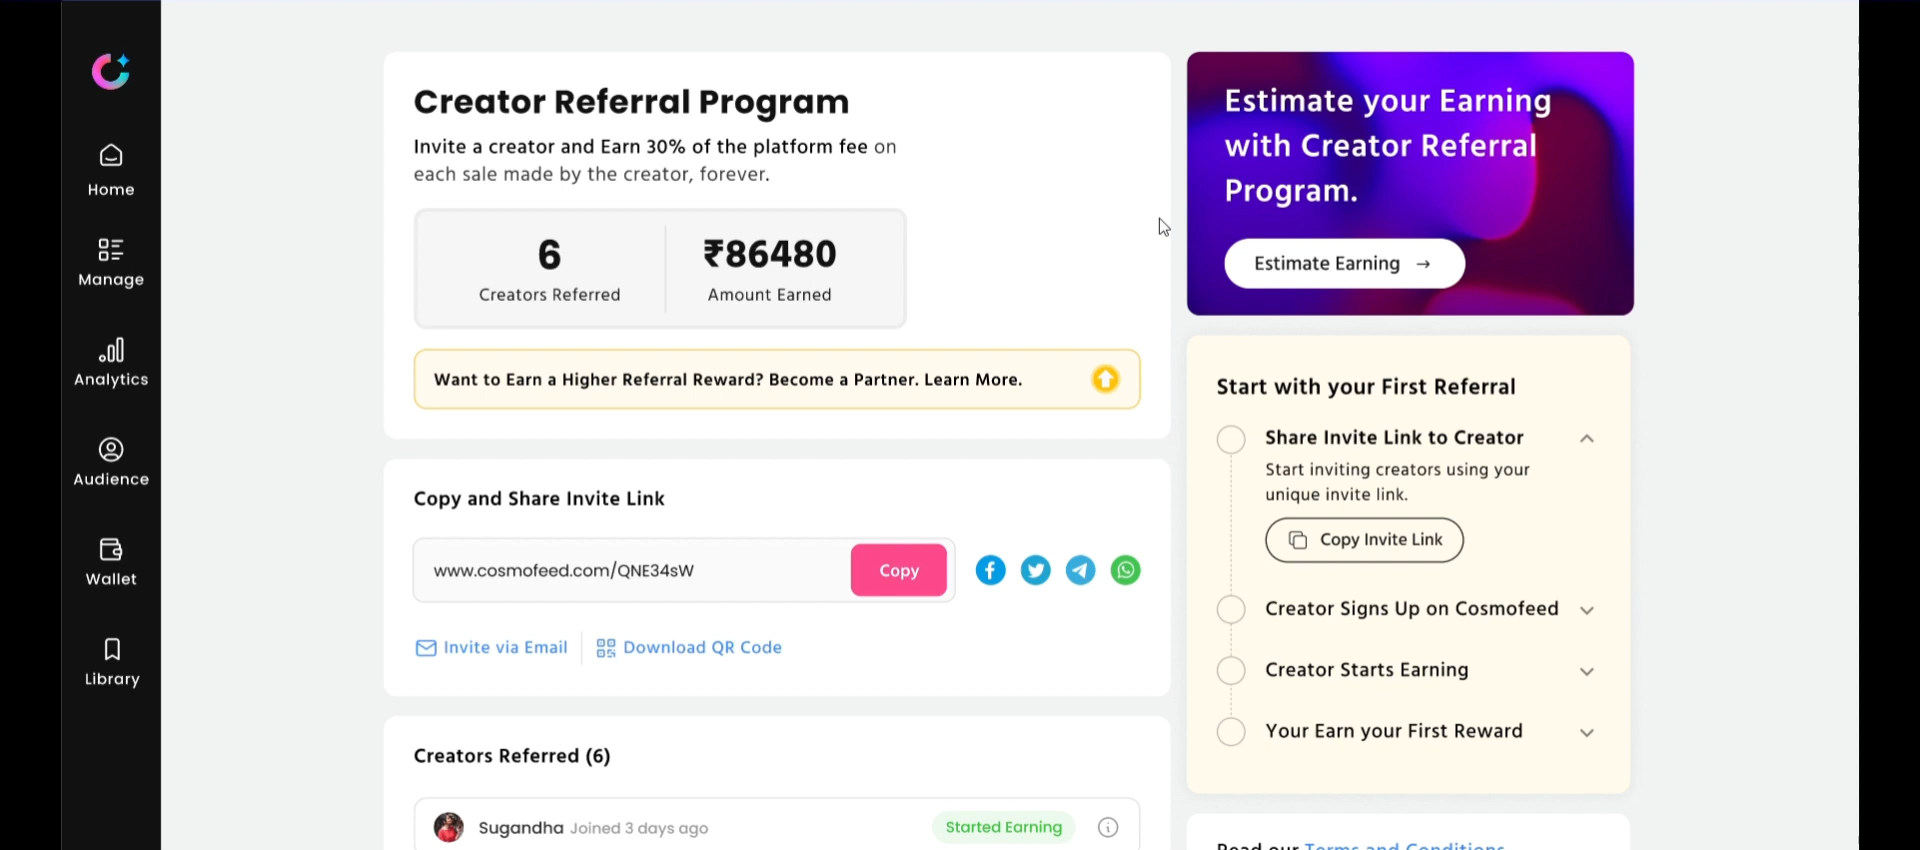 Home
Manage
Analytics
Audience
Wallet
Library
Creator Referral Program
Invite a creator and Earn 30% of the platform fee on
each sale made by the creator, forever.
6
Creators Referred
₹86480
Amount Earned
Want to Earn a Higher Referral Reward? Become a Partner. Learn More.
Copy and Share Invite Link
www.cosmofeed.com/QNE34sW
Copy
Invite via Email
Download QR Code
Creators Referred (6)
Sugandha Joined 3 days ago
Started Earning
Estimate your Earning
with Creator Referral
Program.
Estimate Earning →
Start with your First Referral
Share Invite Link to Creator
Start inviting creators using your
unique invite link.
Copy Invite Link
Creator Signs Up on Cosmofeed
Creator Starts Earning
Your Earn your First Reward
Read our Terms and Conditions